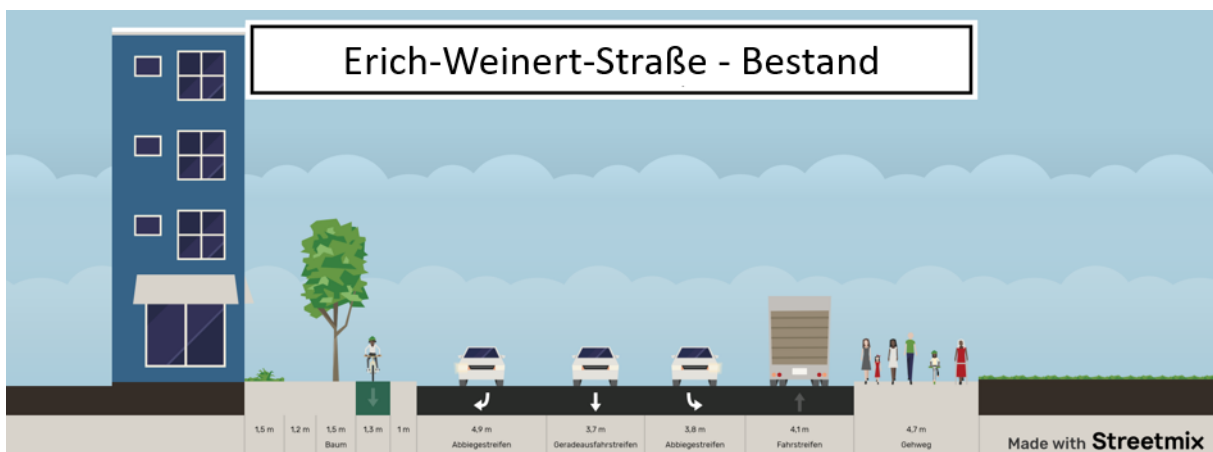 Erich-Weinert-Straße - Bestand
1,5 m
1,2 m
1,5 m
Baum
1,3 m
1 m
4,9 m
Abbiegestreifen
3,7 m
Geradeausfahrstreifen
3,8 m
Abbiegestreifen
4,1 m
Fahrstreifen
4,7 m
Gehweg
Made with Streetmix